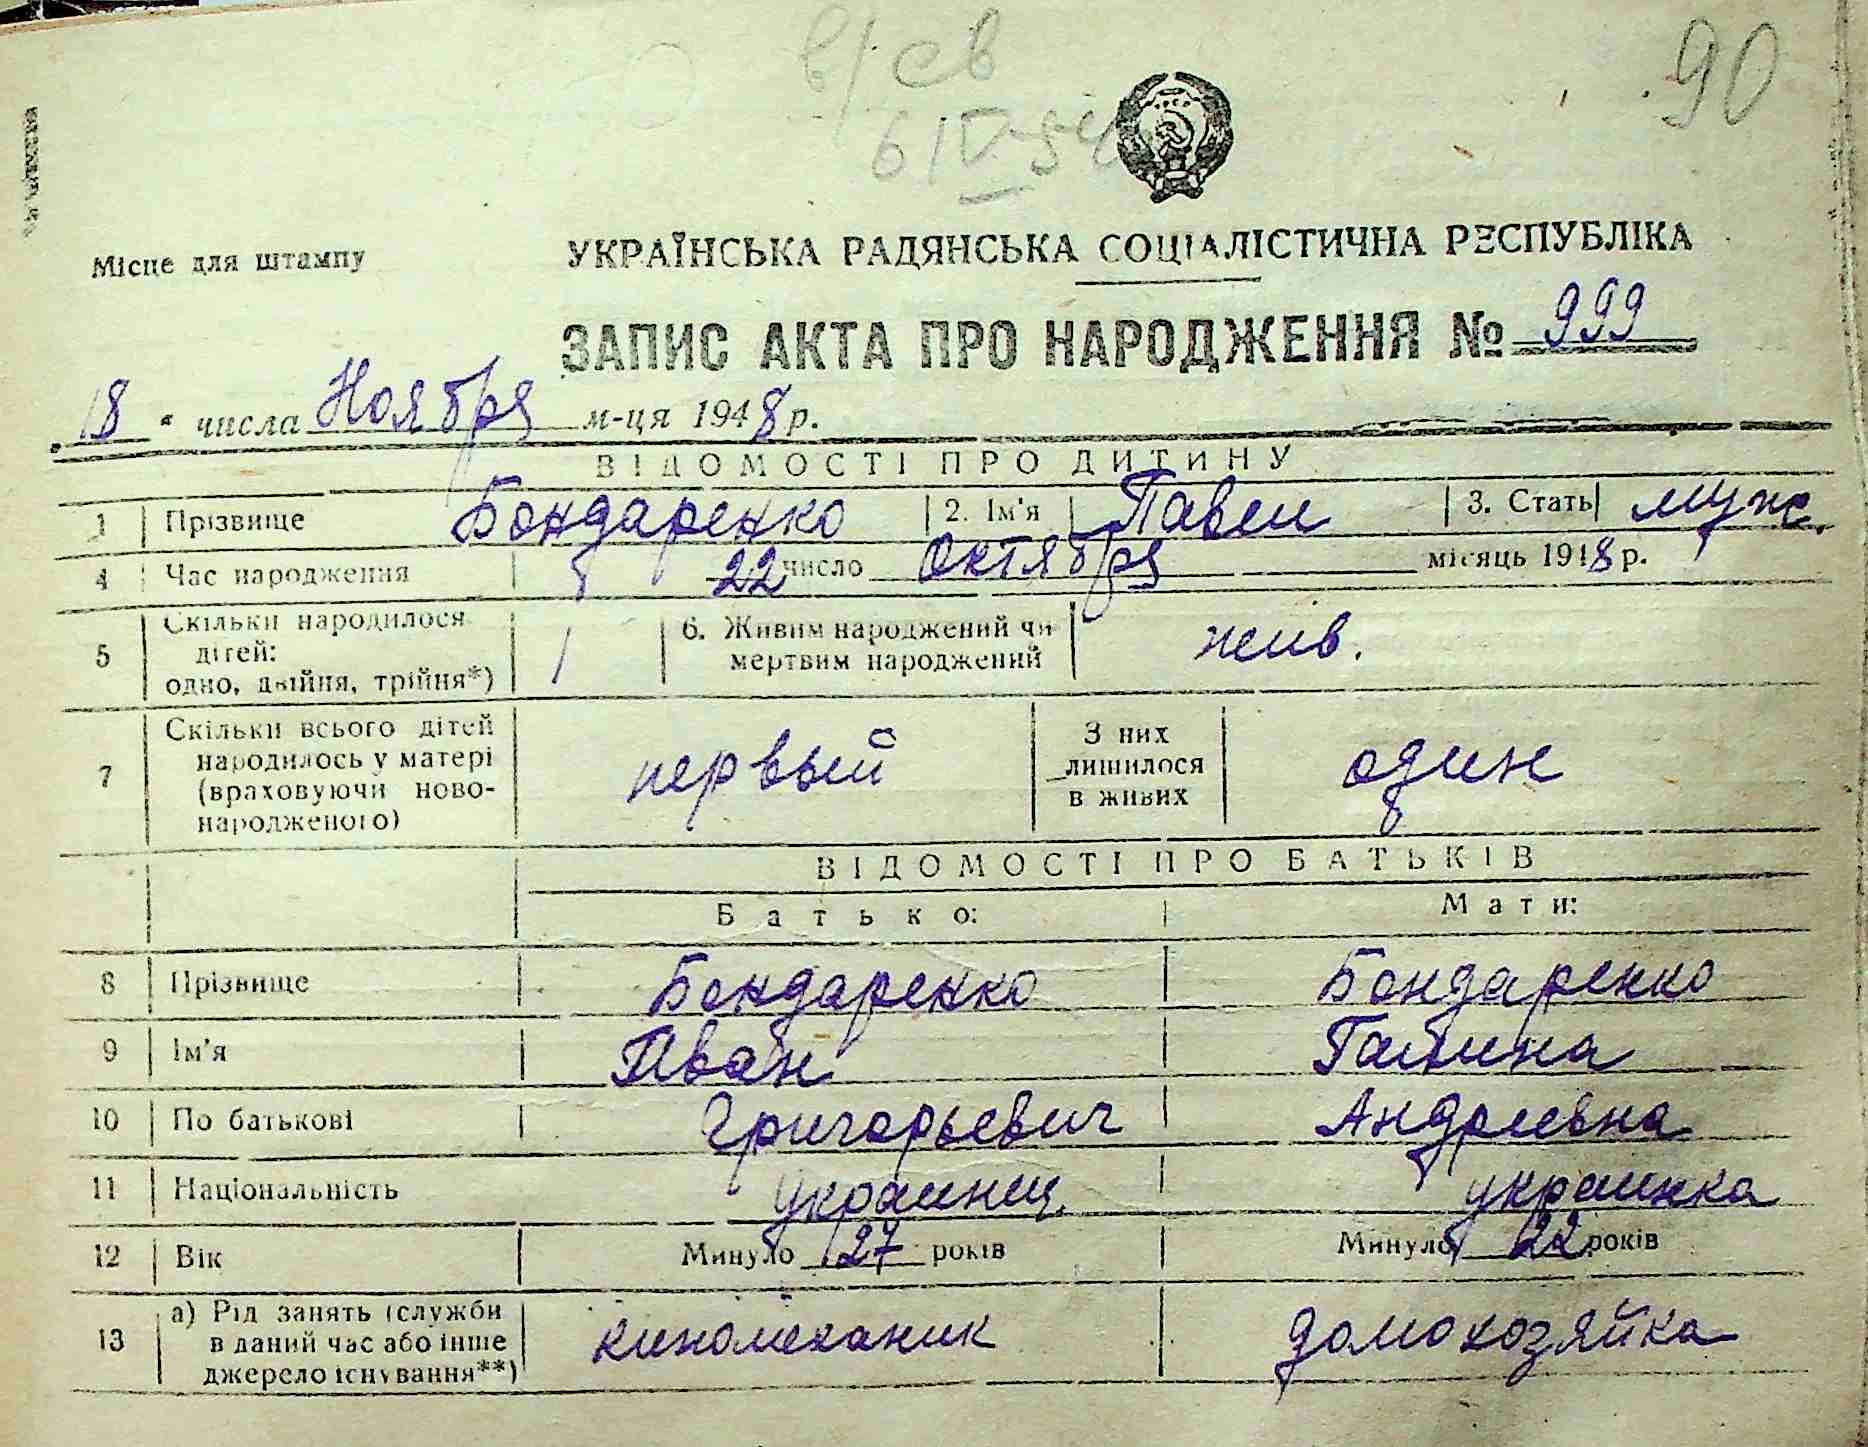 в/св
90
6/IV-54
Місце для штампу
УКРАЇНСЬКА РАДЯНСЬКА СОЦІАЛІСТИЧНА РЕСПУБЛІКА
ЗАПИС АКТА ПРО НАРОДЖЕННЯ № 999
18 " числа Ноября м-ця 1948 р.
ВІДОМОСТІ ПРО ДИТИНУ
1 Прізвище Бондаренко 2. Ім'я Павел 3. Стать муж.
4 Час народження 22 число Октября місяць 1948 р.
5 Скільки народилося дітей: одно, двійня, трійня*) 1 6. Живим народжений чи мертвим народжений жив.
7 Скільки всього дітей народилось у матері (враховуючи новонародженого) первый З них лишилося в живих один
ВІДОМОСТІ ПРО БАТЬКІВ
Батько: Мати:
8 Прізвище Бондаренко Бондаренко
9 Ім'я Иван Галина
10 По батькові Григорьевич Андреевна
11 Національність украинец украинка
12 Вік Минуло 27 років Минуло 22 років
13 а) Рід занять (служби в даний час або інше джерело існування**) киномеханик домохозяйка